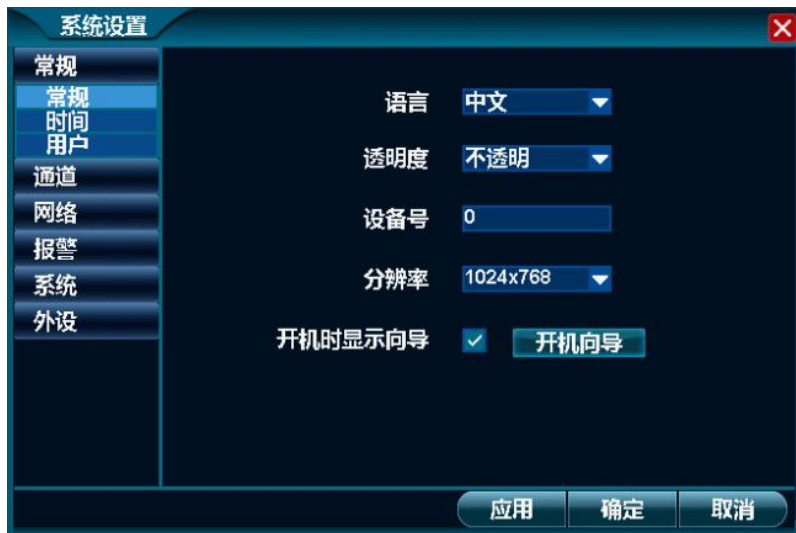 系统设置
常规
常规
时间
用户
通道
网络
报警
系统
外设
语言 中文
透明度 不透明
设备号 0
分辨率 1024x768
开机时显示向导 开机向导
应用 确定 取消